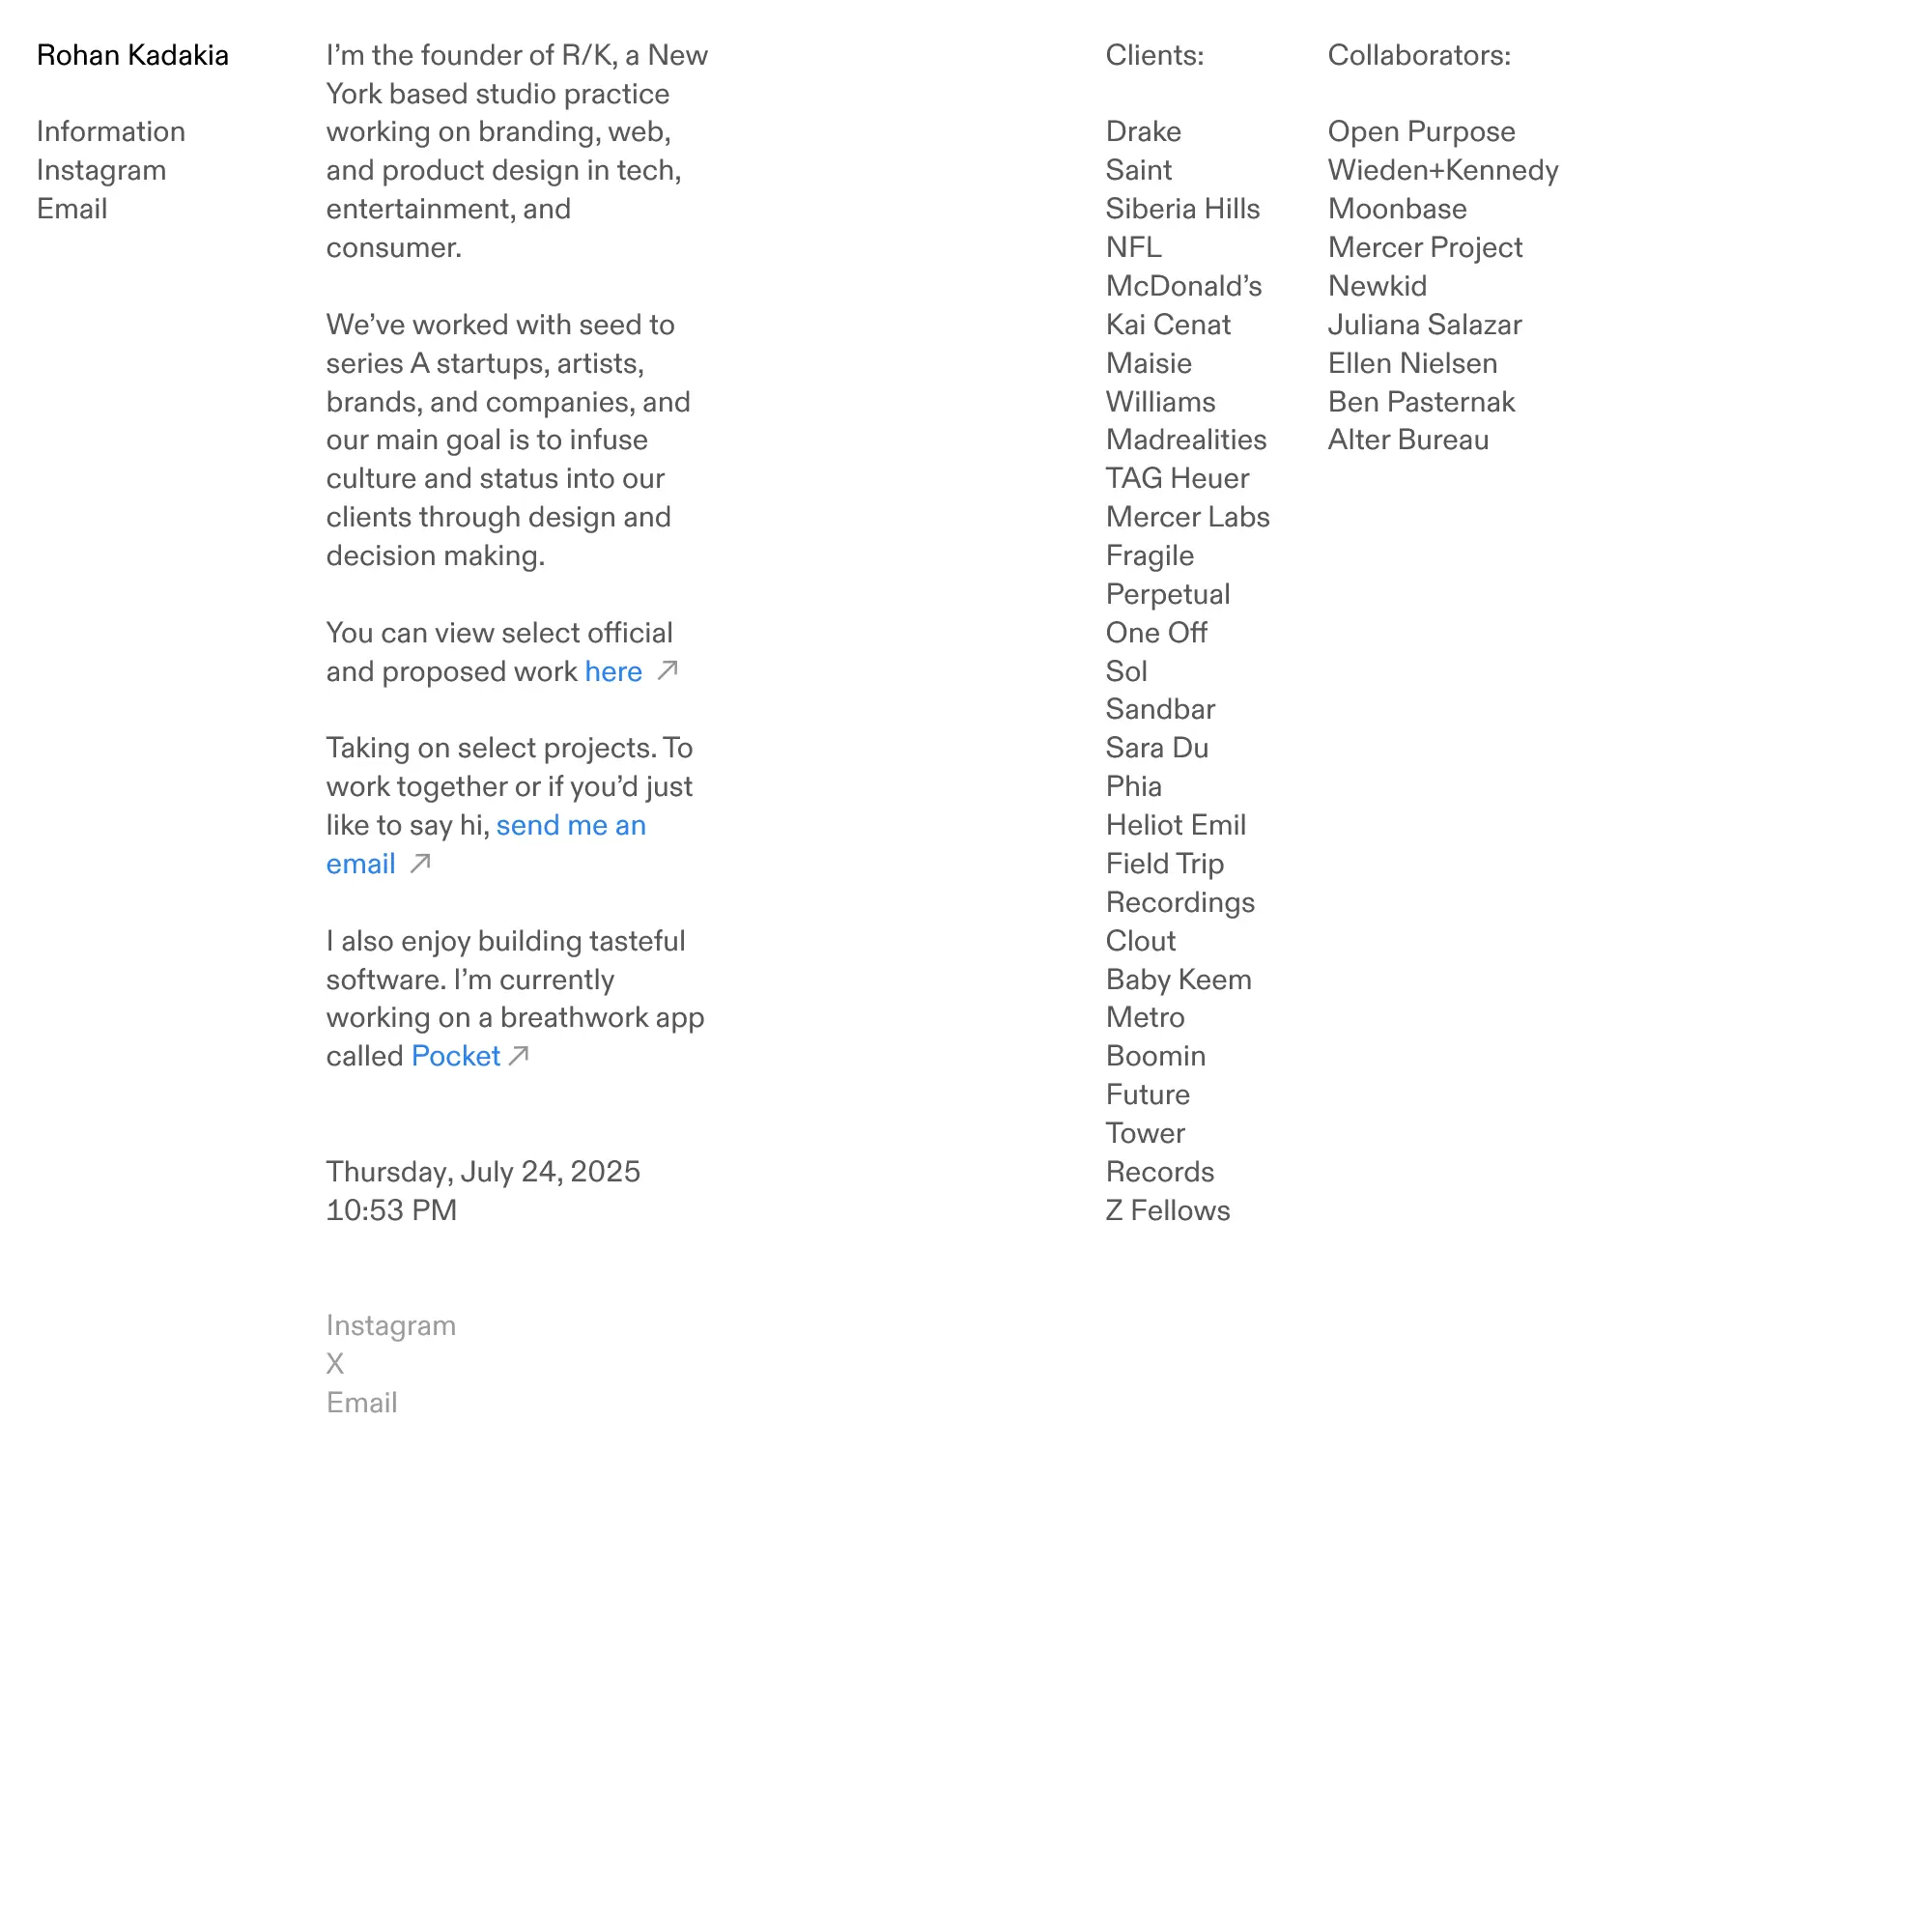 Rohan Kadakia
Information
Instagram
Email
I’m the founder of R/K, a New
York based studio practice
working on branding, web,
and product design in tech,
entertainment, and
consumer.
We’ve worked with seed to
series A startups, artists,
brands, and companies, and
our main goal is to infuse
culture and status into our
clients through design and
decision making.
You can view select official
and proposed work here ↗
Taking on select projects. To
work together or if you’d just
like to say hi, send me an
email ↗
I also enjoy building tasteful
software. I’m currently
working on a breathwork app
called Pocket ↗
Thursday, July 24, 2025
10:53 PM
Instagram
X
Email
Clients:
Drake
Saint
Siberia Hills
NFL
McDonald’s
Kai Cenat
Maisie
Williams
Madrealities
TAG Heuer
Mercer Labs
Fragile
Perpetual
One Off
Sol
Sandbar
Sara Du
Phia
Heliot Emil
Field Trip
Recordings
Clout
Baby Keem
Metro
Boomin
Future
Tower
Records
Z Fellows
Collaborators:
Open Purpose
Wieden+Kennedy
Moonbase
Mercer Project
Newkid
Juliana Salazar
Ellen Nielsen
Ben Pasternak
Alter Bureau